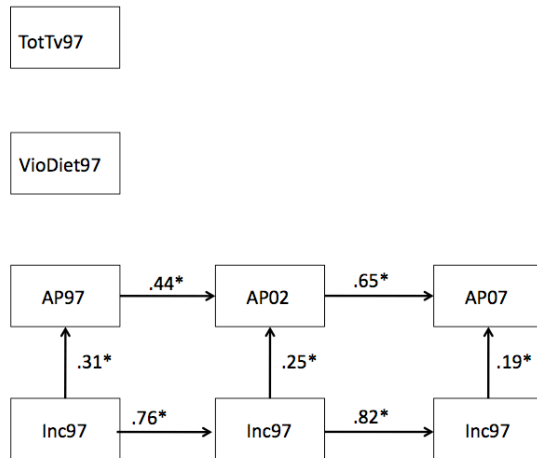 TotTv97
VioDiet97
AP97
.44*
AP02
.65*
AP07
.31*
.25*
.19*
Inc97
.76*
Inc97
.82*
Inc97